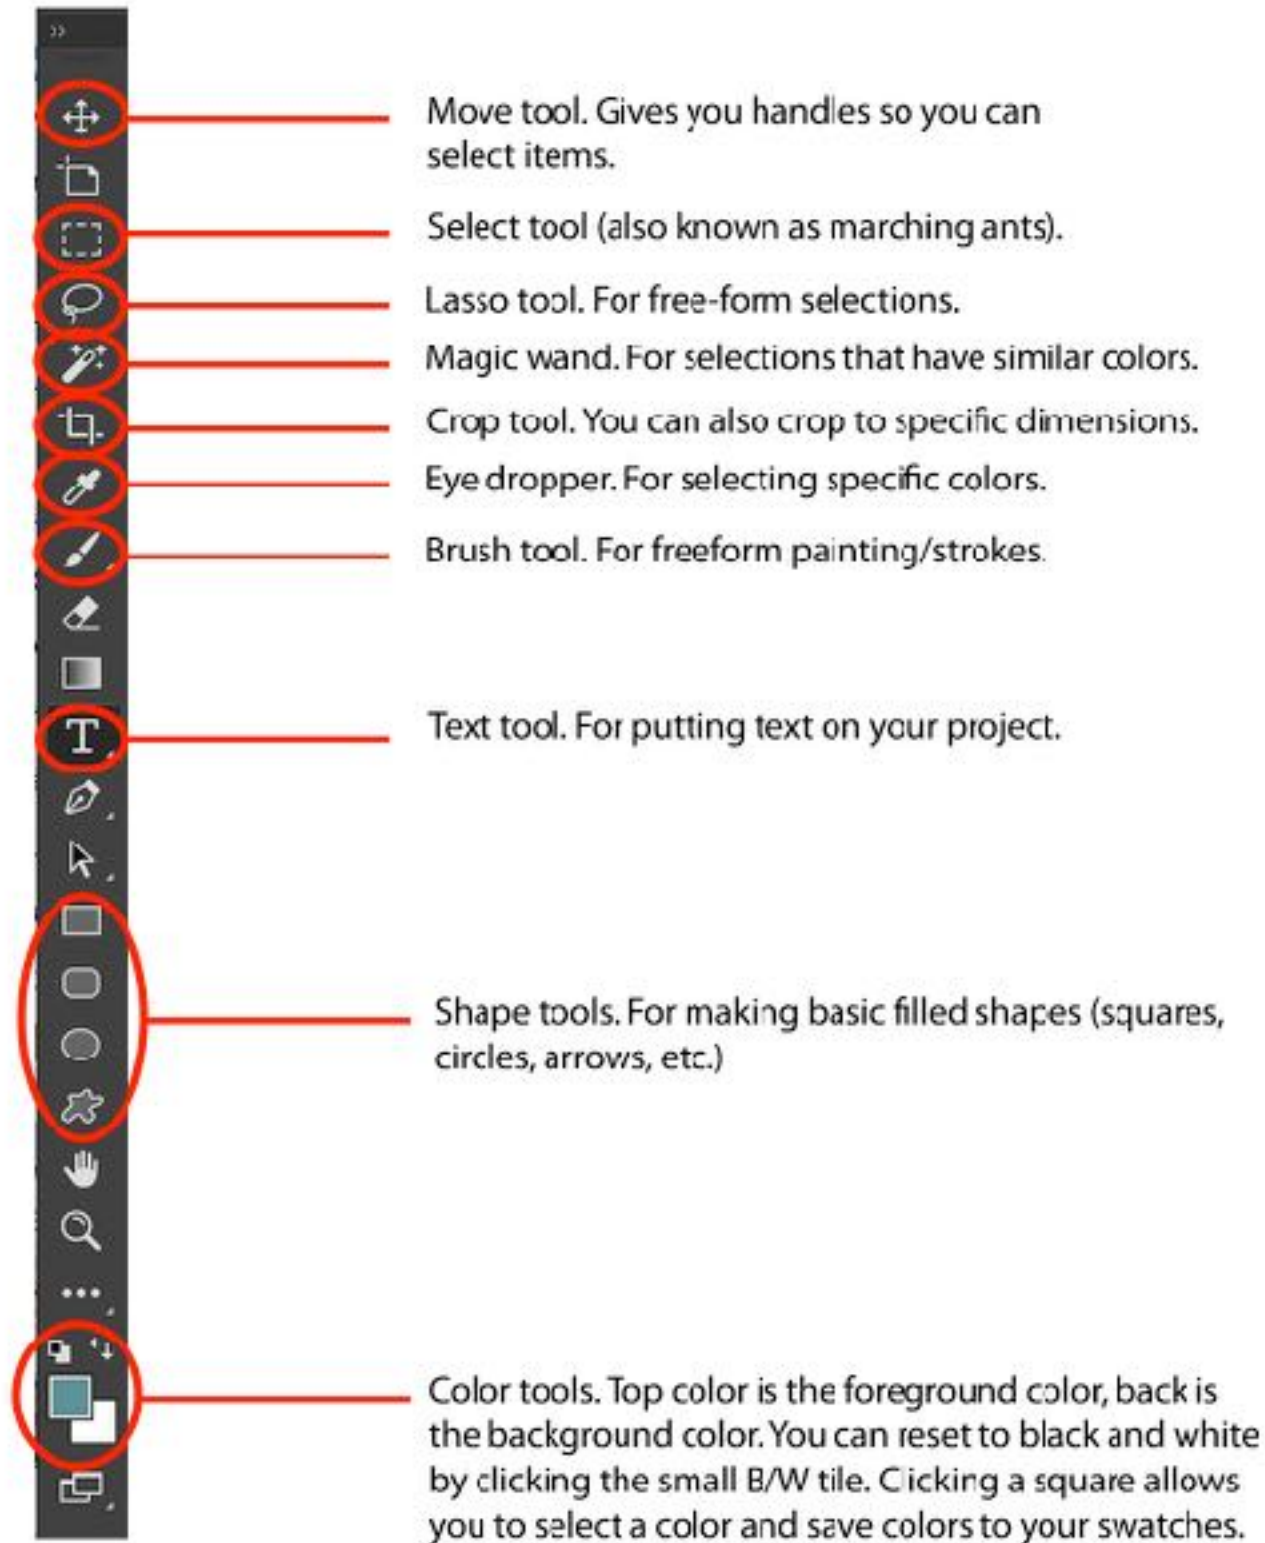 Move tool. Gives you handles so you can
select items.
Select tool (also known as marching ants).
Lasso tool. For free-form selections.
Magic wand. For selections that have similar colors.
Crop tool. You can also crop to specific dimensions.
Eye dropper. For selecting specific colors.
Brush tool. For freeform painting/strokes.
T
Text tool. For putting text on your project.
Shape tools. For making basic filled shapes (squares,
circles, arrows, etc.)
Color tools. Top color is the foreground color, back is
the background color. You can reset to black and white
by clicking the small B/W tile. Clicking a square allows
you to select a color and save colors to your swatches.